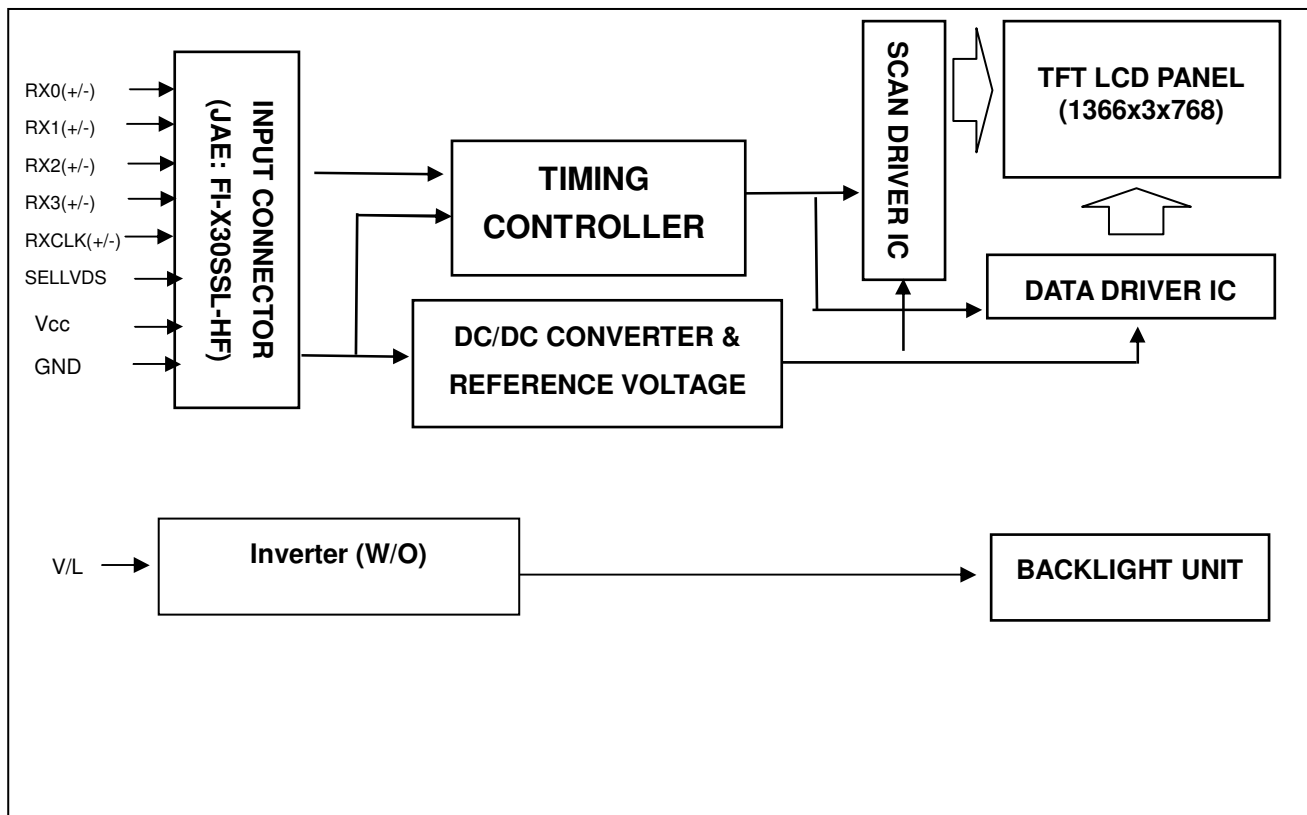 RX0(+/-)
RX1(+/-)
RX2(+/-)
RX3(+/-)
RXCLK(+/-)
SELLVDS
Vcc
GND
INPUT CONNECTOR
(JAE: FI-X30SSL-HF)
TIMING
CONTROLLER
DC/DC CONVERTER &
REFERENCE VOLTAGE
SCAN DRIVER IC
TFT LCD PANEL
(1366x3x768)
DATA DRIVER IC
V/L
Inverter (W/O)
BACKLIGHT UNIT